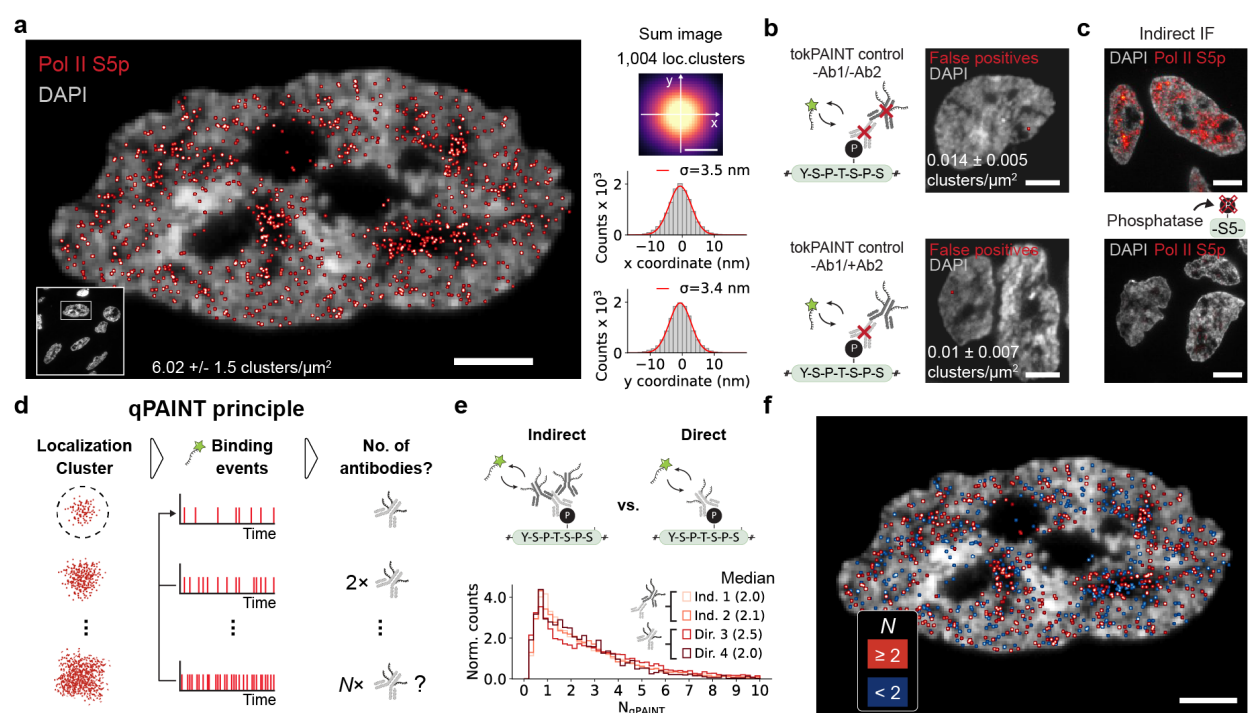 a
Pol II S5p
DAPI
6.02 +/- 1.5 clusters/µm²
Sum image
1,004 loc.clusters
y
x
σ=3.5 nm
Counts x 10³
2
0
−10 0 10
x coordinate (nm)
σ=3.4 nm
Counts x 10³
2
0
−10 0 10
y coordinate (nm)
b
tokPAINT control
-Ab1/-Ab2
P
Y-S-P-T-S-P-S
False positives
DAPI
0.014 ± 0.005
clusters/µm²
tokPAINT control
-Ab1/+Ab2
P
Y-S-P-T-S-P-S
False positives
DAPI
0.01 ± 0.007
clusters/µm²
c
Indirect IF
DAPI Pol II S5p
Phosphatase
P
-S5-
DAPI Pol II S5p
d
qPAINT principle
Localization
Cluster
Binding
events
No. of
antibodies?
Time
Time
2×
⋮ ⋮ ⋮
Time
N× ?
e
Indirect
Direct
vs.
P
Y-S-P-T-S-P-S
P
Y-S-P-T-S-P-S
Median
Ind. 1 (2.0)
Ind. 2 (2.1)
Dir. 3 (2.5)
Dir. 4 (2.0)
Norm. counts
4.0
2.0
0.0
0 1 2 3 4 5 6 7 8 9 10
NqPAINT
f
N
≥ 2
< 2